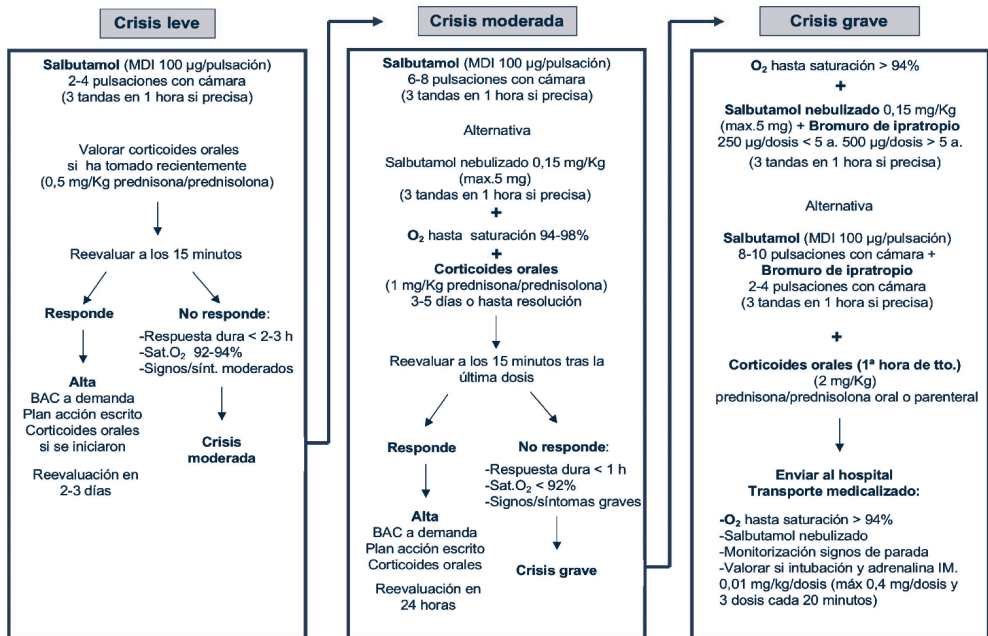 Crisis leve
Salbutamol (MDI 100 µg/pulsación)
2-4 pulsaciones con cámara
(3 tandas en 1 hora si precisa)
Valorar corticoides orales
si ha tomado recientemente
(0,5 mg/Kg prednisona/prednisolona)
Reevaluar a los 15 minutos
Responde
Alta
BAC a demanda
Plan acción escrito
Corticoides orales
si se iniciaron
Reevaluación en
2-3 días
No responde:
-Respuesta dura < 2-3 h
-Sat.O₂ 92-94%
-Signos/sínt. moderados
Crisis
moderada
Crisis moderada
Salbutamol (MDI 100 µg/pulsación)
6-8 pulsaciones con cámara
(3 tandas en 1 hora si precisa)
Alternativa
Salbutamol nebulizado 0,15 mg/Kg
(max.5 mg)
(3 tandas en 1 hora si precisa)
+
O₂ hasta saturación 94-98%
+
Corticoides orales
(1 mg/Kg prednisona/prednisolona)
3-5 días o hasta resolución
Reevaluar a los 15 minutos tras la
última dosis
Responde
Alta
BAC a demanda
Plan acción escrito
Corticoides orales
Reevaluación en
24 horas
No responde:
-Respuesta dura < 1 h
-Sat.O₂ < 92%
-Signos/síntomas graves
Crisis grave
Crisis grave
O₂ hasta saturación > 94%
+
Salbutamol nebulizado 0,15 mg/Kg
(max.5 mg) + Bromuro de ipratropio
250 µg/dosis < 5 a. 500 µg/dosis > 5 a.
(3 tandas en 1 hora si precisa)
Alternativa
Salbutamol (MDI 100 µg/pulsación)
8-10 pulsaciones con cámara +
Bromuro de ipratropio
2-4 pulsaciones con cámara
(3 tandas en 1 hora si precisa)
+
Corticoides orales (1ª hora de tto.)
(2 mg/Kg)
prednisona/prednisolona oral o parenteral
Enviar al hospital
Transporte medicalizado:
-O₂ hasta saturación > 94%
-Salbutamol nebulizado
-Monitorización signos de parada
-Valorar si intubación y adrenalina IM.
0,01 mg/kg/dosis (máx 0,4 mg/dosis y
3 dosis cada 20 minutos)